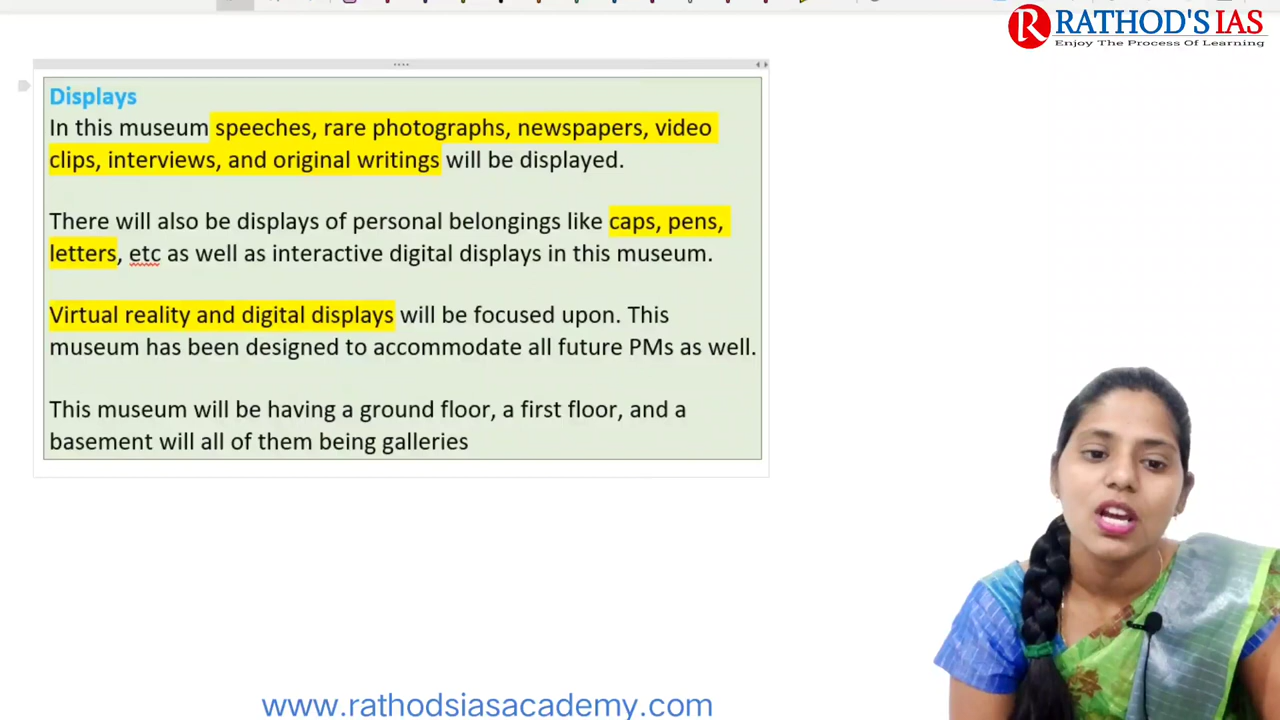 RATHOD'S IAS
Enjoy The Process Of Learning
Displays
In this museum speeches, rare photographs, newspapers, video
clips, interviews, and original writings will be displayed.
There will also be displays of personal belongings like caps, pens,
letters, etc as well as interactive digital displays in this museum.
Virtual reality and digital displays will be focused upon. This
museum has been designed to accommodate all future PMs as well.
This museum will be having a ground floor, a first floor, and a
basement will all of them being galleries
www.rathodsiasacademy.com